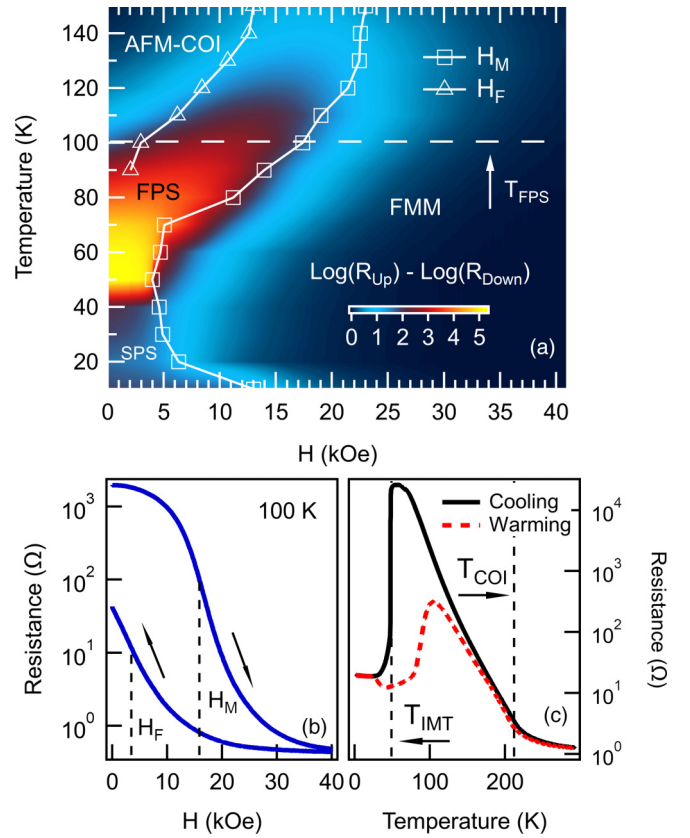 AFM-COI
H_M
H_F
FPS
T_FPS
FMM
Log(R_Up) - Log(R_Down)
0 1 2 3 4 5
SPS
(a)
140
120
100
80
60
40
20
Temperature (K)
0 5 10 15 20 25 30 35 40
H (kOe)
100 K
10^3
10^2
10^1
10^0
Resistance (Ω)
H_F
H_M
(b)
0 10 20 30 40
H (kOe)
Cooling
Warming
T_COI
T_IMT
(c)
10^4
10^3
10^2
10^1
10^0
Resistance (Ω)
0 100 200
Temperature (K)